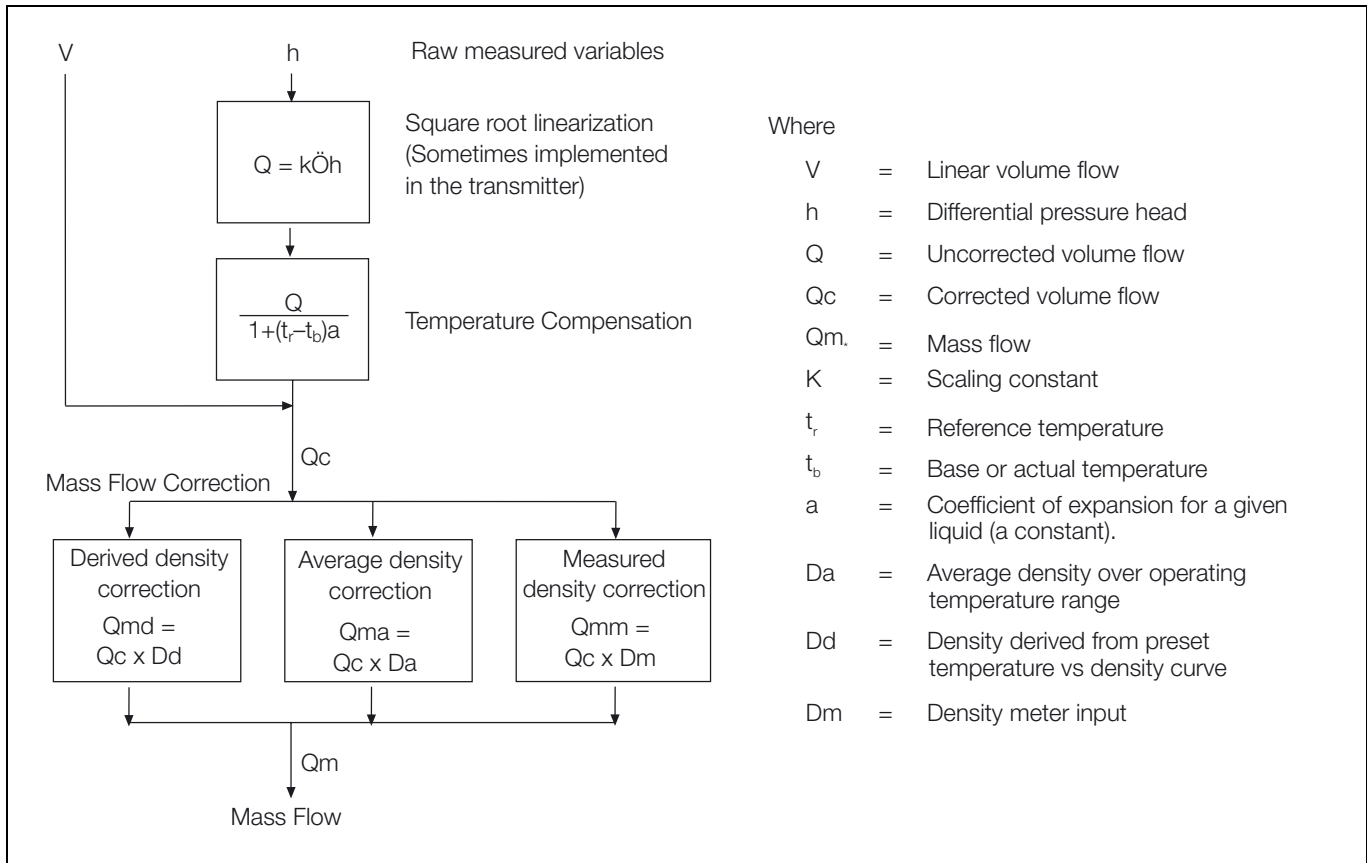 V
h
Raw measured variables
Q = kÖh
Square root linearization
(Sometimes implemented
in the transmitter)
Q
1+(tᵣ–t_b)a
Temperature Compensation
Qc
Mass Flow Correction
Derived density
correction
Qmd =
Qc x Dd
Average density
correction
Qma =
Qc x Da
Measured
density correction
Qmm =
Qc x Dm
Qm
Mass Flow
Where
V = Linear volume flow
h = Differential pressure head
Q = Uncorrected volume flow
Qc = Corrected volume flow
Qm* = Mass flow
K = Scaling constant
tᵣ = Reference temperature
t_b = Base or actual temperature
a = Coefficient of expansion for a given
liquid (a constant).
Da = Average density over operating
temperature range
Dd = Density derived from preset
temperature vs density curve
Dm = Density meter input